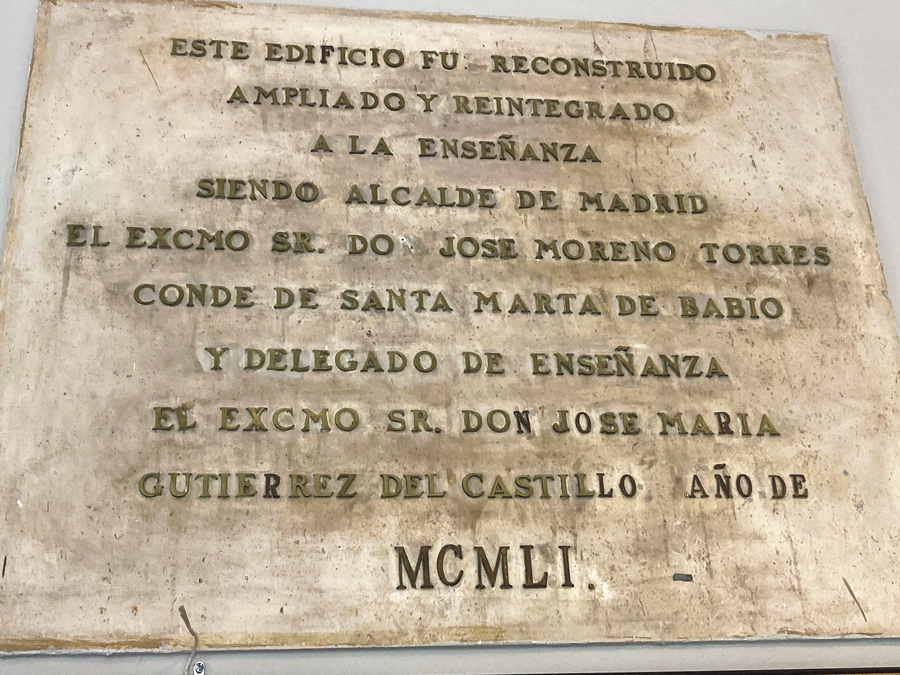 ESTE EDIFICIO FU RECONSTRUIDO
AMPLIADO Y REINTEGRADO
A LA ENSEÑANZA
SIENDO ALCALDE DE MADRID
EL EXCMO SR. DO JOSE MORENO TORRES
CONDE DE SANTA MARTA DE BABIO
Y DELEGADO DE ENSEÑANZA
EL EXCMO SR. DON JOSE MARIA
GUTIERREZ DEL CASTILLO AÑO DE
MCMLI.